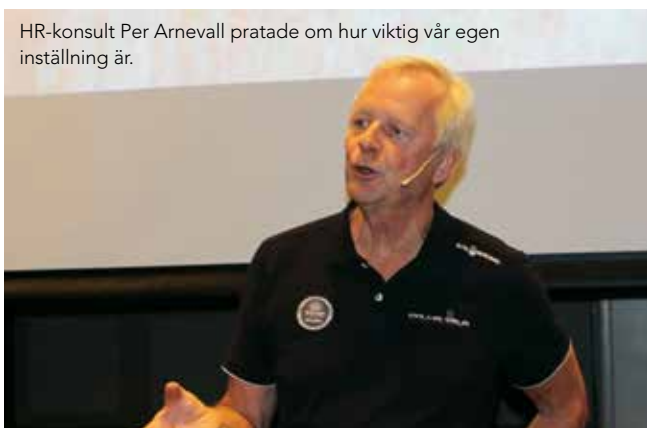 HR-konsult Per Arnevall pratade om hur viktig vår egen
inställning är.